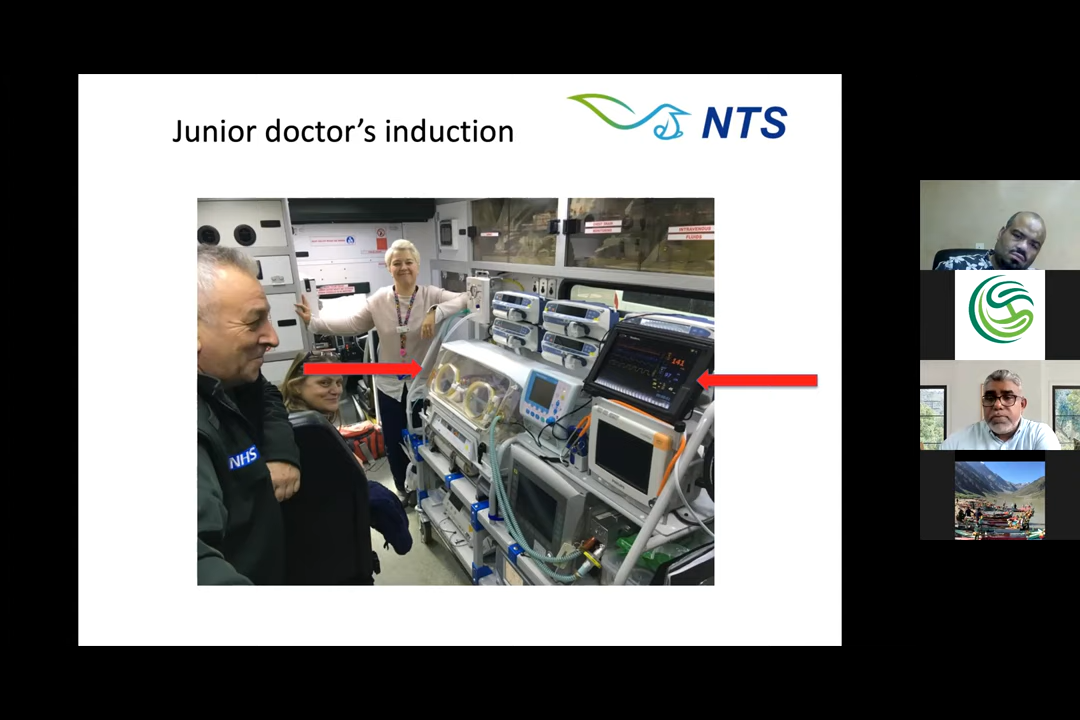 Junior doctor’s induction
NTS
INTRAVENOUS
FLUIDS
NHS